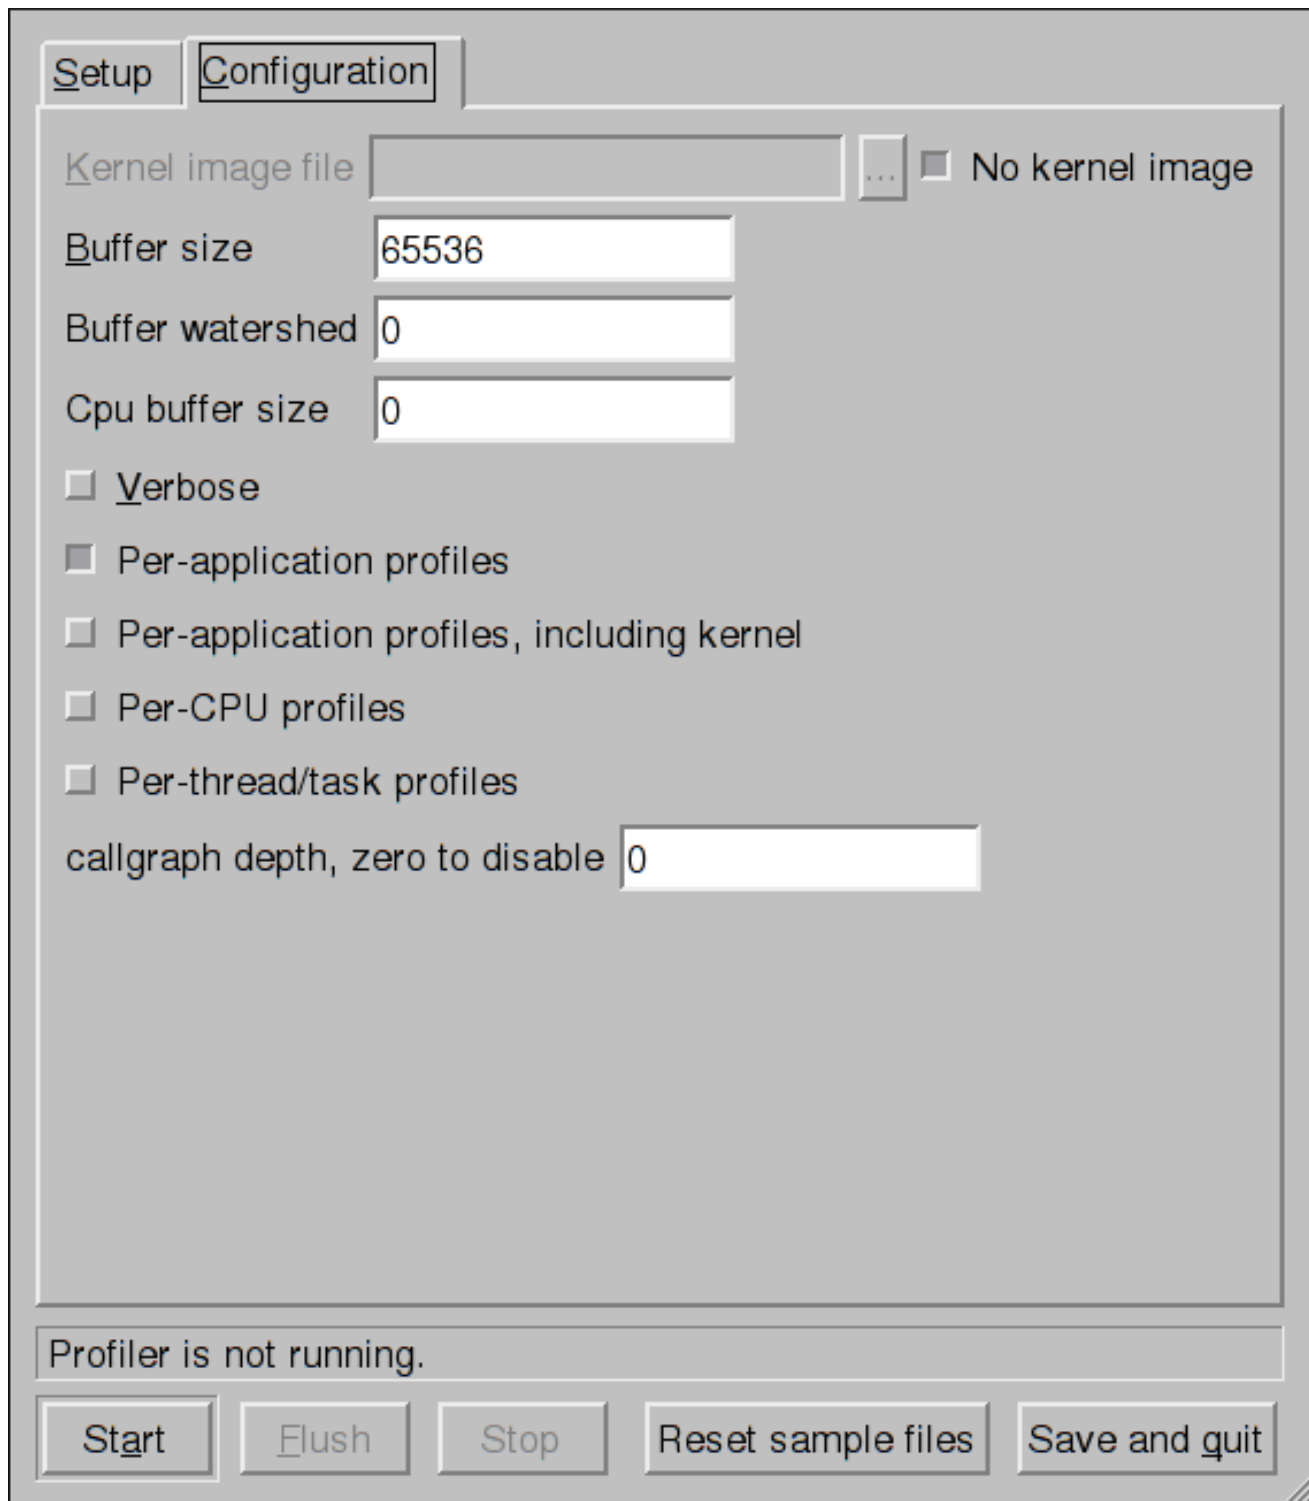 Setup Configuration
Kernel image file ... No kernel image
Buffer size 65536
Buffer watershed 0
Cpu buffer size 0
Verbose
Per-application profiles
Per-application profiles, including kernel
Per-CPU profiles
Per-thread/task profiles
callgraph depth, zero to disable 0
Profiler is not running.
Start Flush Stop Reset sample files Save and quit